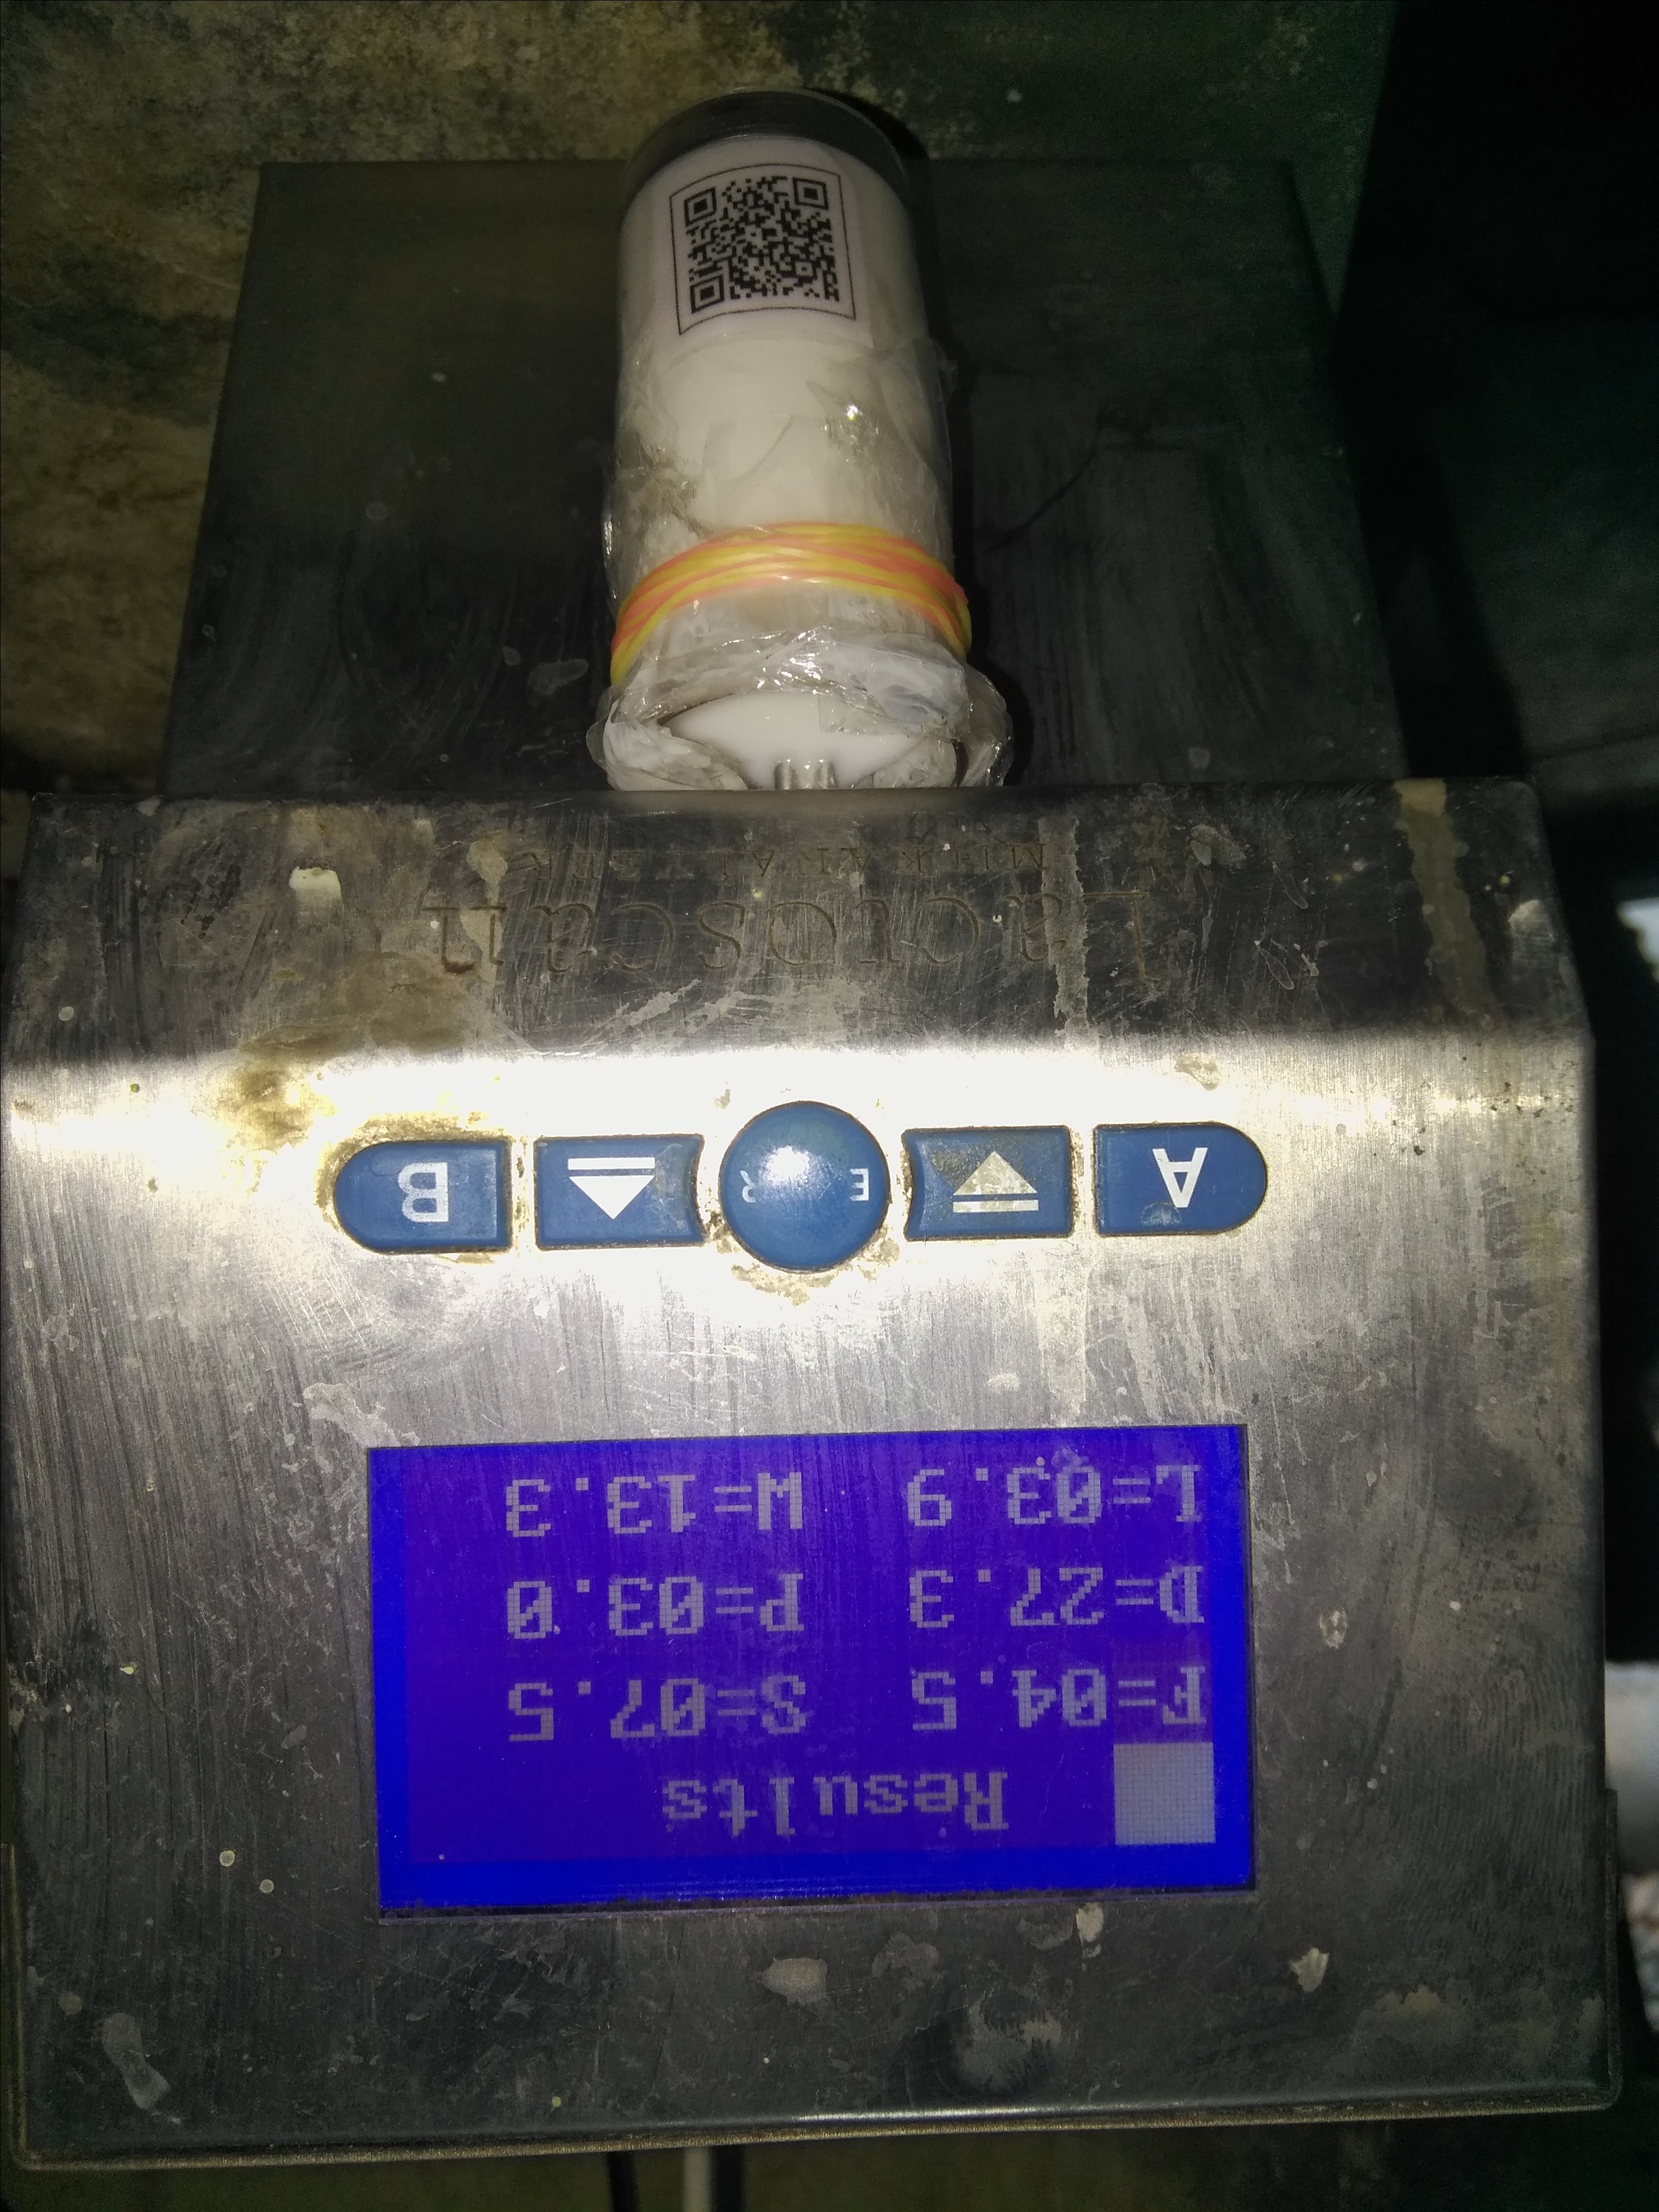 Results
F=04.5 S=07.5
D=27.3 P=03.0
L=03.9 W=13.3
A
B
Lactoscan
MILK ANALYZER